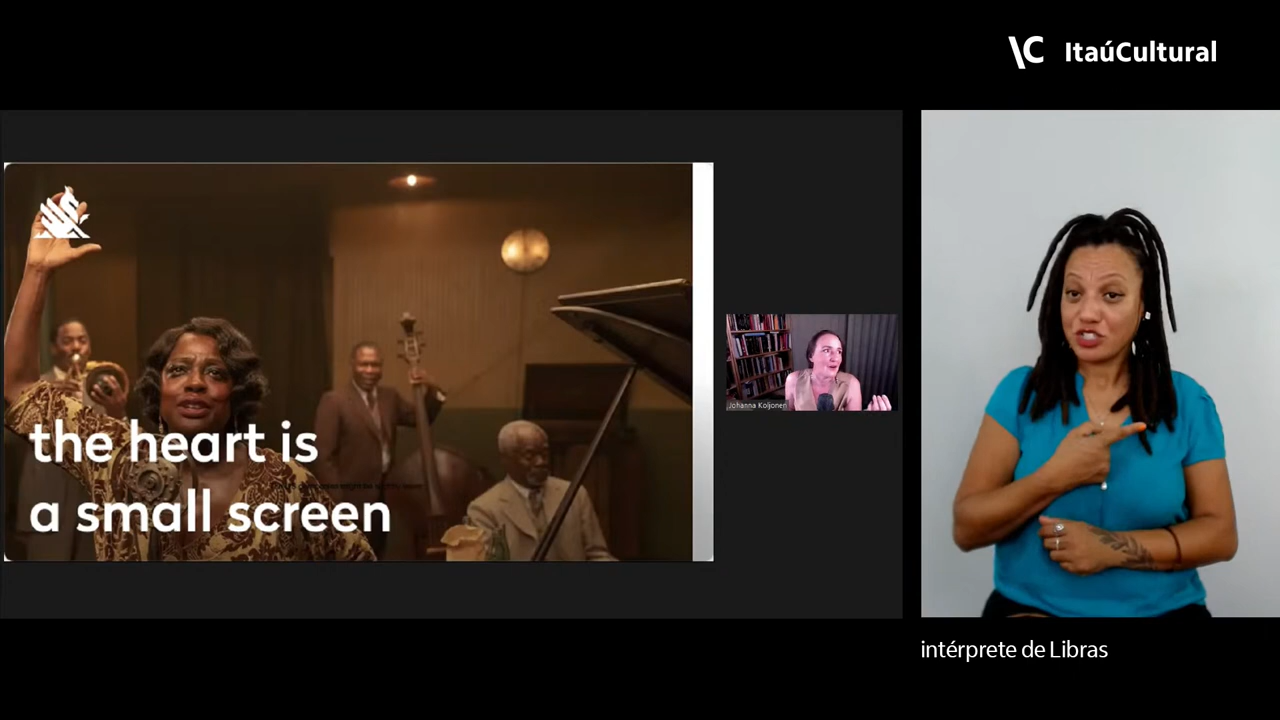 \C ItaúCultural
the heart is
a small screen
Johanna Koljonen
intérprete de Libras